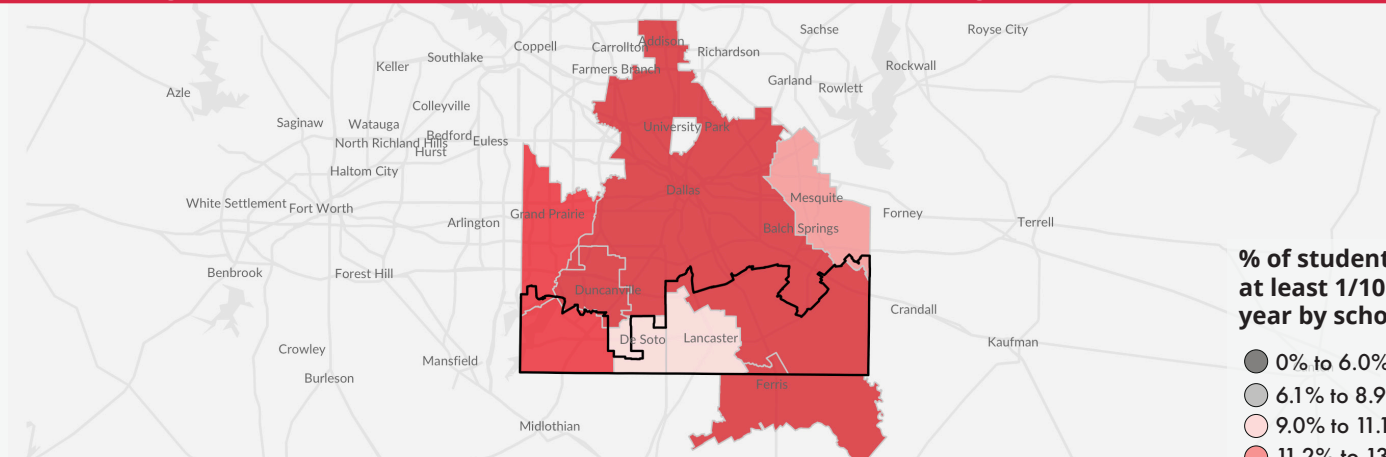 Sachse
Royse City
Addison
Coppell
Carrollton
Richardson
Southlake
Keller
Farmers Branch
Rockwall
Garland
Rowlett
Azle
Colleyville
Saginaw
Watauga
University Park
Bedford
North Richland Hills
Euless
Hurst
Haltom City
Dallas
Mesquite
White Settlement
Fort Worth
Grand Prairie
Forney
Arlington
Terrell
Balch Springs
Benbrook
Forest Hill
Duncanville
Crandall
De Soto
Lancaster
Kaufman
Crowley
Mansfield
Burleson
Ferris
Midlothian
% of student
at least 1/10
year by scho
0% to 6.0%
6.1% to 8.9
9.0% to 11.1
11.2% to 13